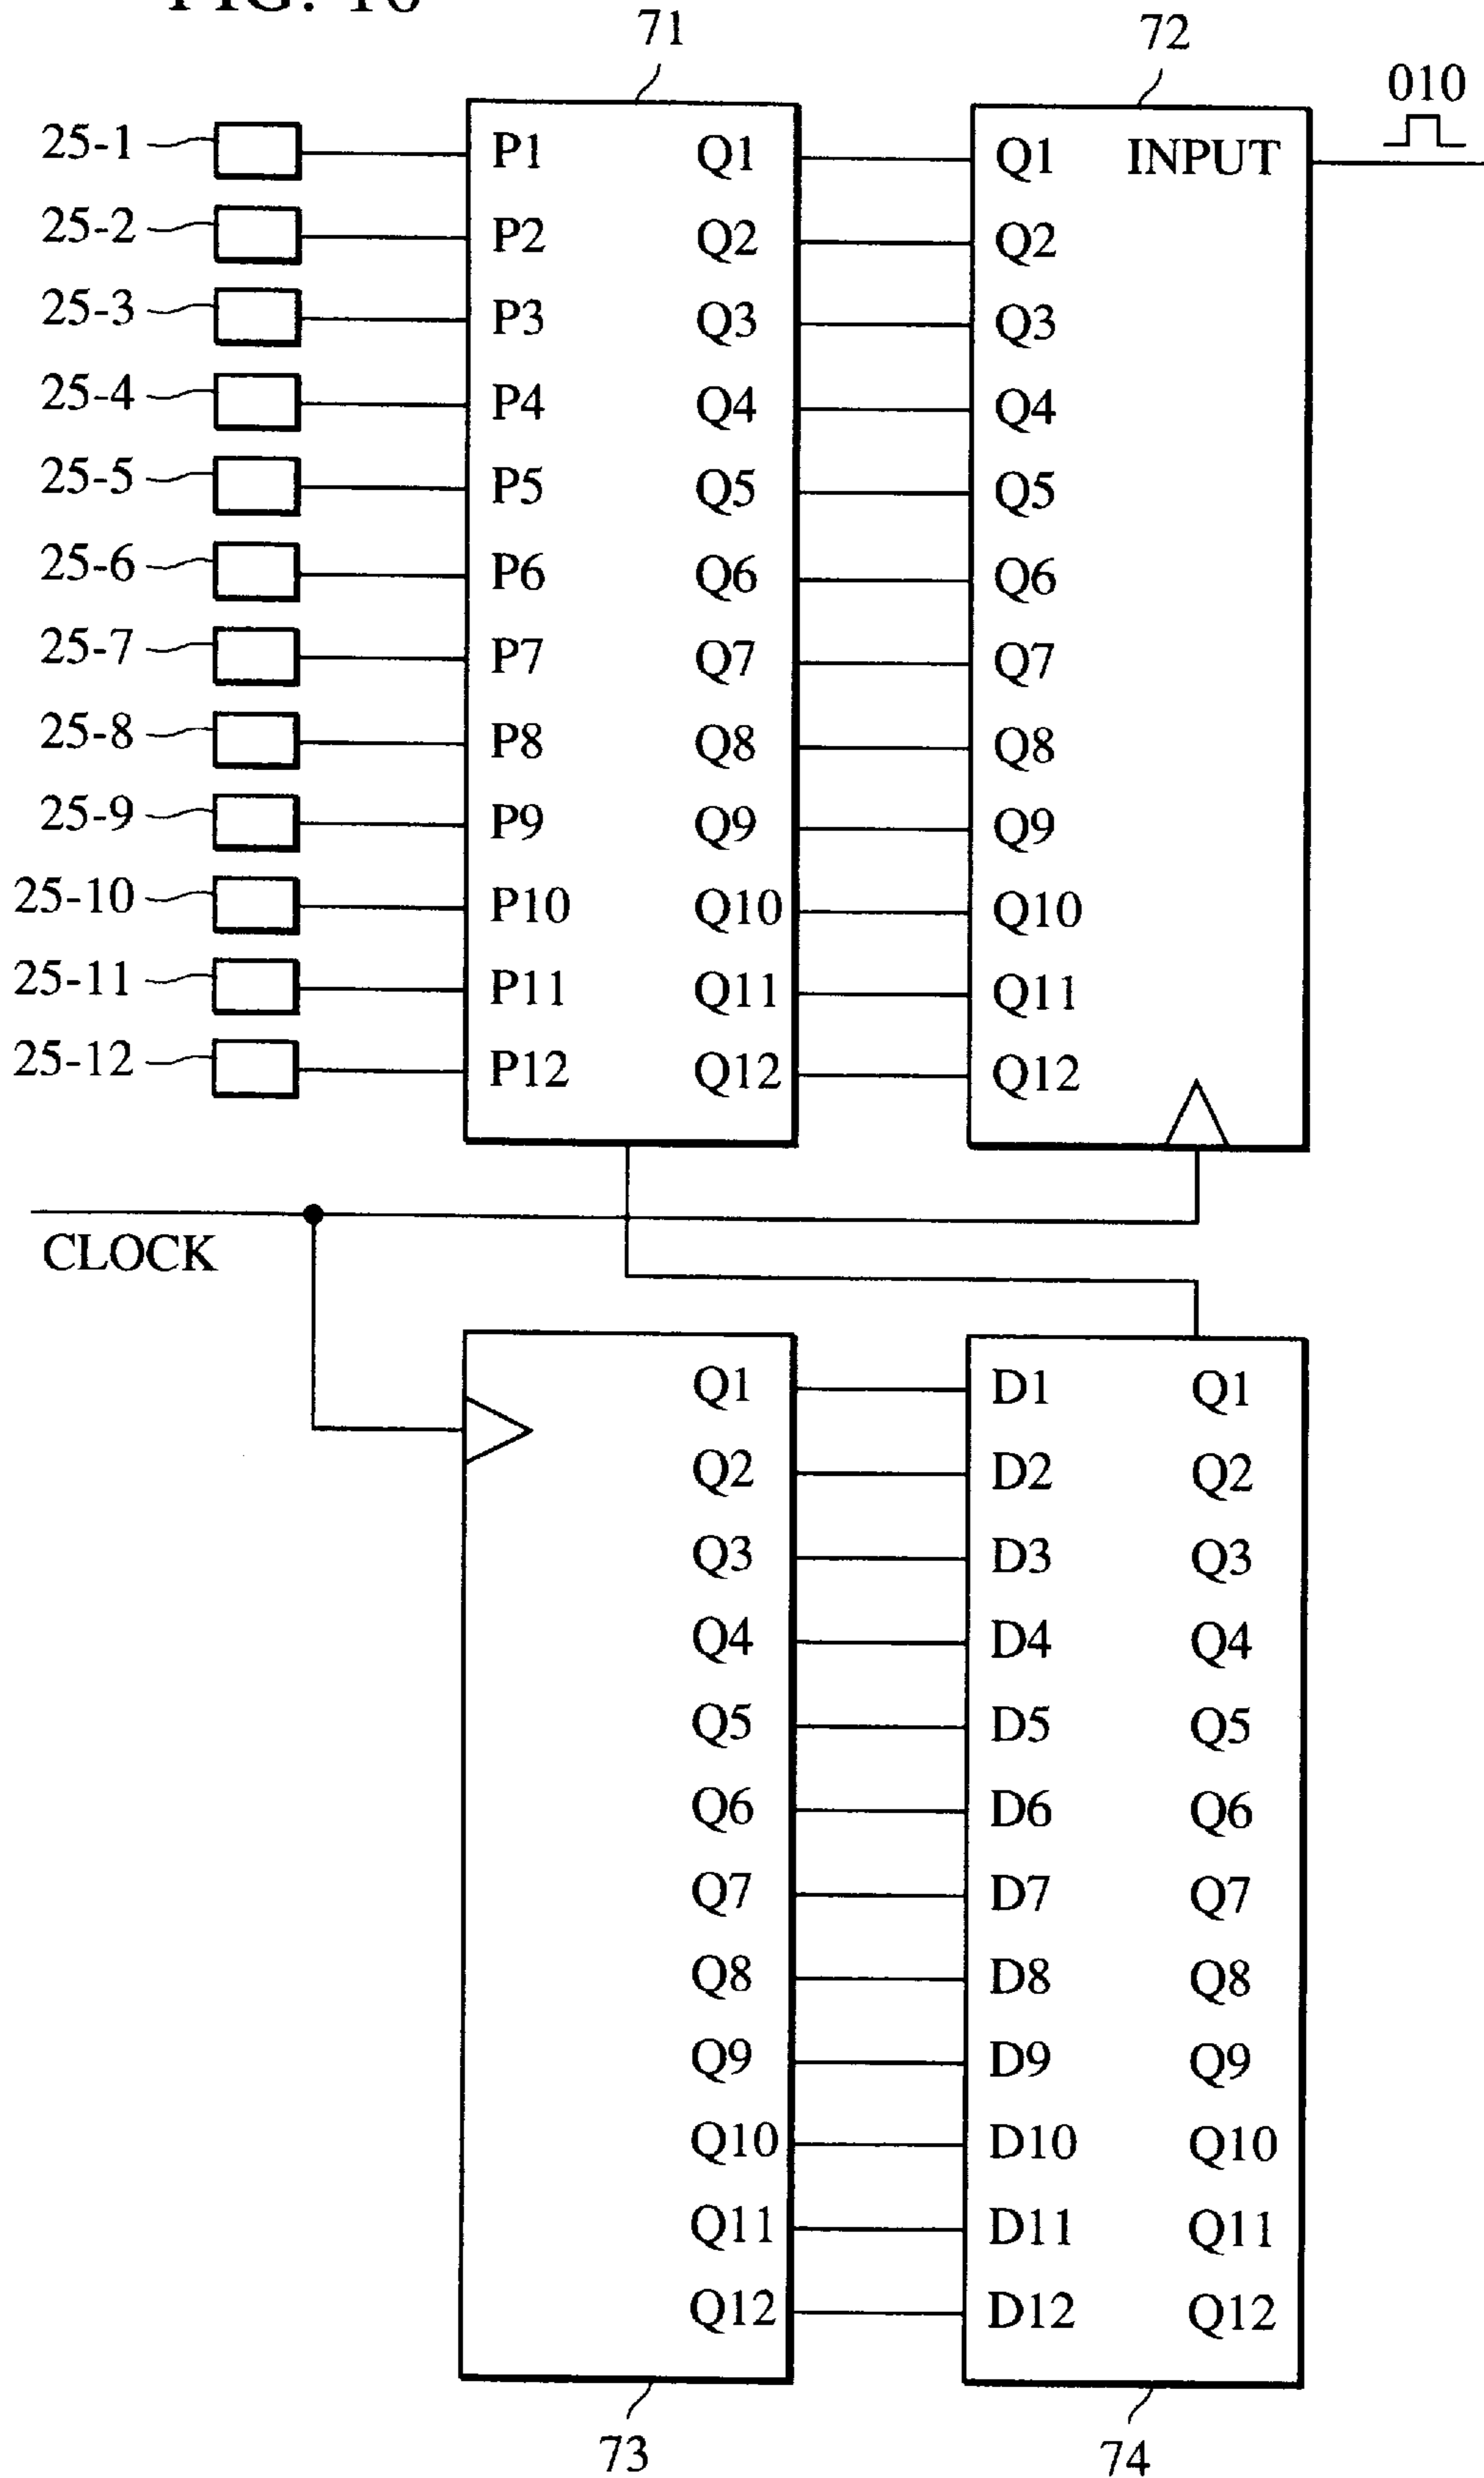 FIG. 16
71
72
010
25-1 P1 Q1 Q1 INPUT
25-2 P2 Q2 Q2
25-3 P3 Q3 Q3
25-4 P4 Q4 Q4
25-5 P5 Q5 Q5
25-6 P6 Q6 Q6
25-7 P7 Q7 Q7
25-8 P8 Q8 Q8
25-9 P9 Q9 Q9
25-10 P10 Q10 Q10
25-11 P11 Q11 Q11
25-12 P12 Q12 Q12
CLOCK
Q1 D1 Q1
Q2 D2 Q2
Q3 D3 Q3
Q4 D4 Q4
Q5 D5 Q5
Q6 D6 Q6
Q7 D7 Q7
Q8 D8 Q8
Q9 D9 Q9
Q10 D10 Q10
Q11 D11 Q11
Q12 D12 Q12
73
74